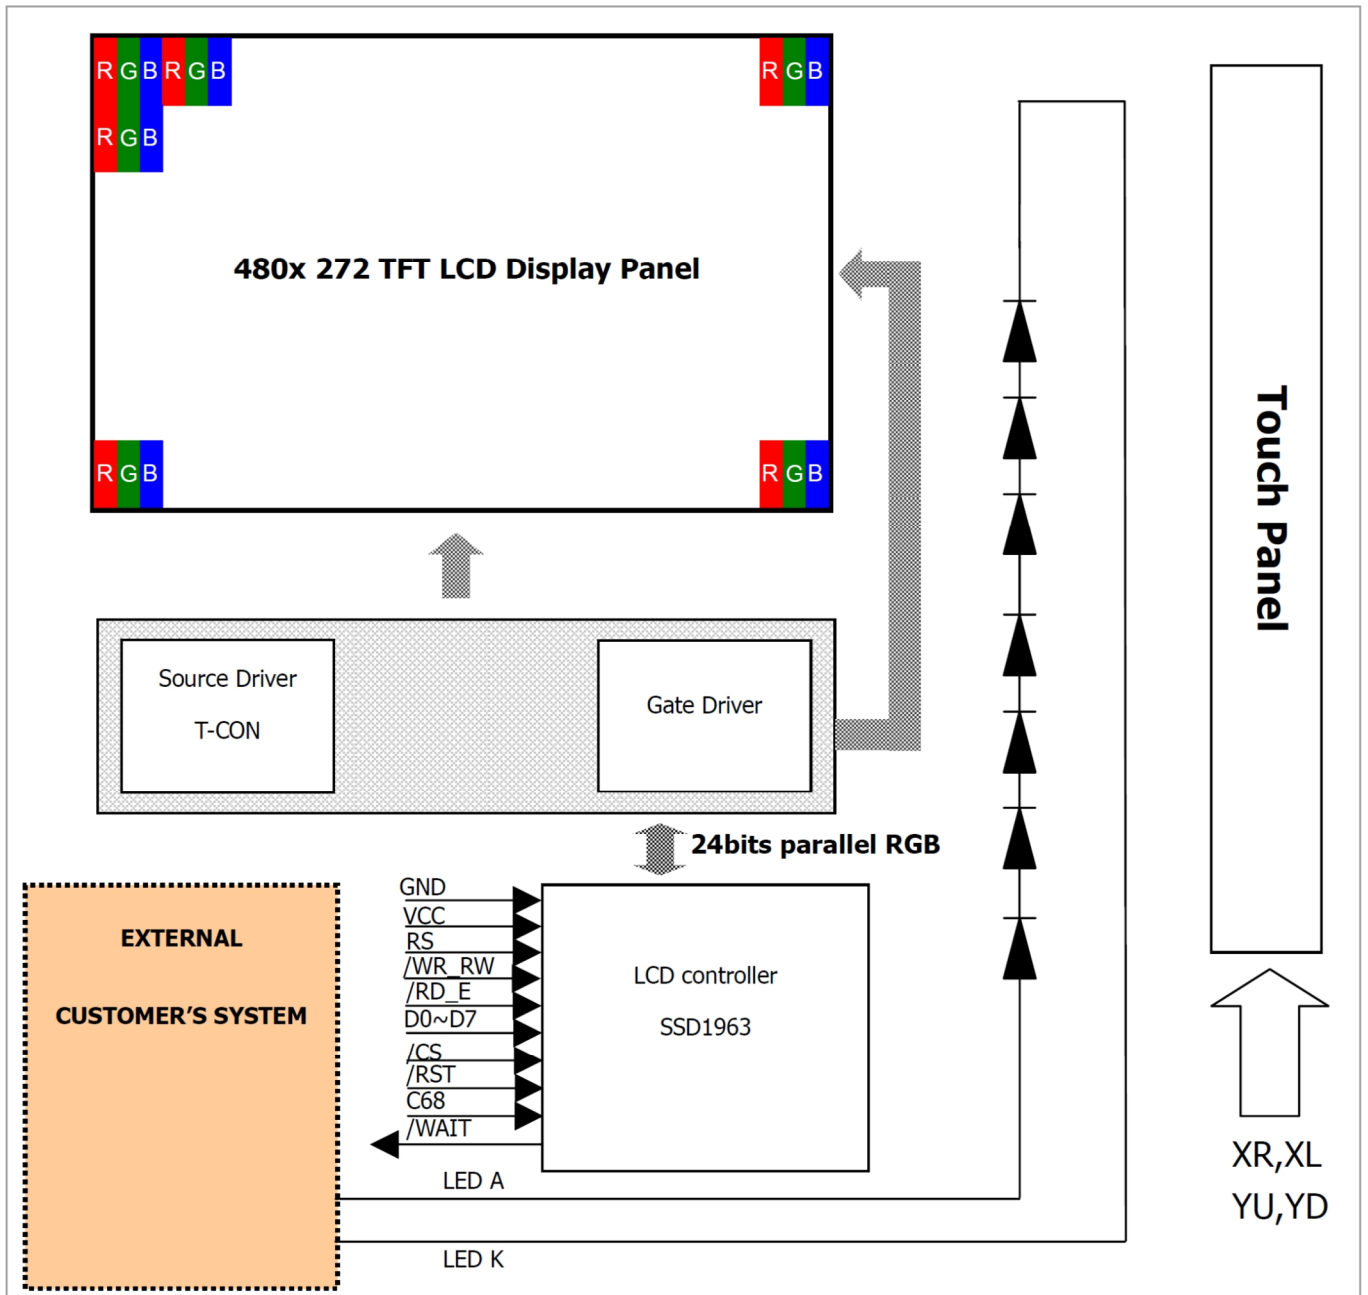 R G B R G B
R G B
R G B
480x 272 TFT LCD Display Panel
R G B
R G B
Source Driver
T-CON
Gate Driver
24bits parallel RGB
EXTERNAL
CUSTOMER'S SYSTEM
GND
VCC
RS
/WR_RW
/RD_E
D0~D7
/CS
/RST
C68
/WAIT
LCD controller
SSD1963
LED A
LED K
Touch Panel
XR,XL
YU,YD